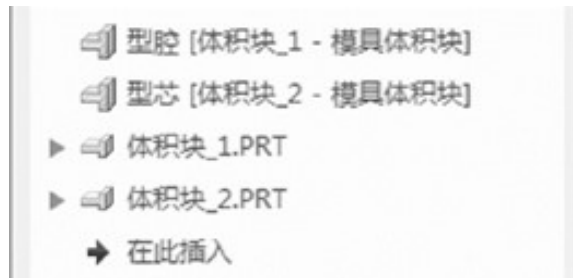 型腔 [体积块_1 - 模具体积块]
型芯 [体积块_2 - 模具体积块]
体积块_1.PRT
体积块_2.PRT
在此插入